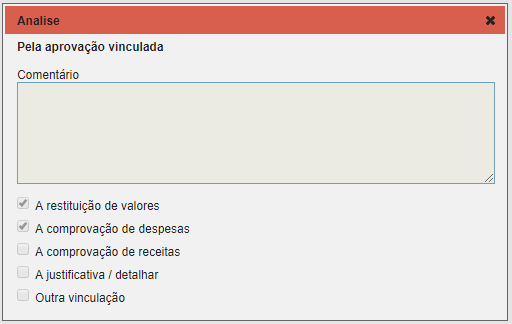 Analise
Pela aprovação vinculada
Comentário
A restituição de valores
A comprovação de despesas
A comprovação de receitas
A justificativa / detalhar
Outra vinculação